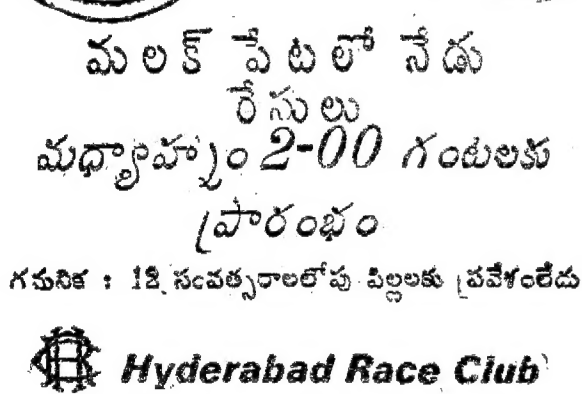 మలక్ పేటలో నేడు
రేసులు
మధ్యాహ్నం 2-00 గంటలకు
ప్రారంభం
గమనిక : 18 సంవత్సరాలలోపు పిల్లలకు ప్రవేశంలేదు
Hyderabad Race Club